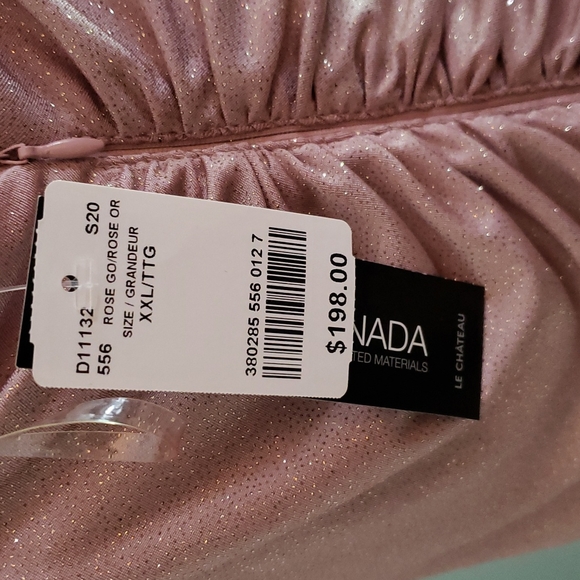 S20
D11132
556 ROSE GO/ROSE OR
SIZE / GRANDEUR
XXL/TTG
380285 556 012 7
$198.00
NADA
TED MATERIALS
LE CHÂTEAU